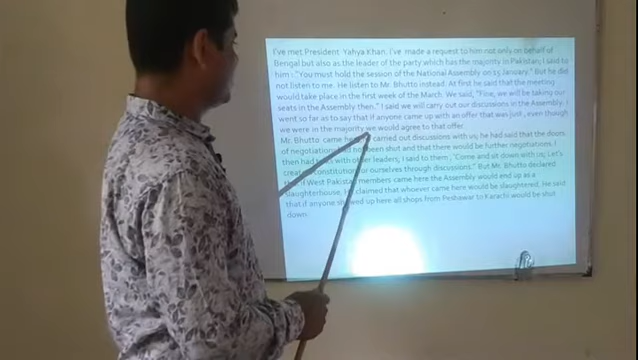 I've met President Yahya Khan. I've made a request to him not only on behalf of
Bengal but also as the leader of the party which has the majority in Pakistan; I said to
him : "You must hold the session of the National Assembly on 15 January." But he did
not listen to me. He listen to Mr. Bhutto instead. At first he said that the meeting
would take place in the first week of the March. We said, "Fine, we will be taking our
seats in the Assembly then." I said we will carry out our discussions in the Assembly. I
went so far as to say that if anyone came up with an offer that was just, even though
we were in the majority we would agree to that offer.
Mr. Bhutto came he carried out discussions with us; he had said that the doors
of negotiations had not been shut and that there would be further negotiations. I
then had with other leaders; I said to them, "Come and sit down with us; Let's
create constitution for ourselves through discussions." But Mr. Bhutto declared
that if West Pakistan members came here the Assembly would end up as a
slaughterhouse. He claimed that whoever came here would be slaughtered. He said
that if anyone showed up here all shops from Peshawar to Karachi would be shut
down.